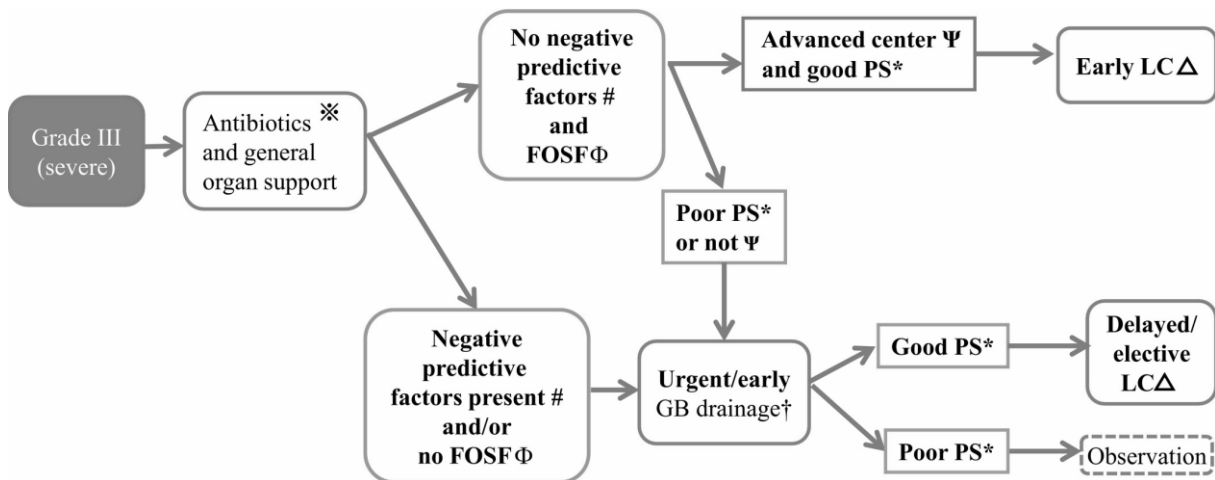 Grade III
(severe)
Antibiotics ※
and general
organ support
No negative
predictive
factors #
and
FOSFΦ
Advanced center Ψ
and good PS*
Early LC△
Poor PS*
or not Ψ
Negative
predictive
factors present #
and/or
no FOSFΦ
Urgent/early
GB drainage†
Good PS*
Delayed/
elective
LC△
Poor PS*
Observation